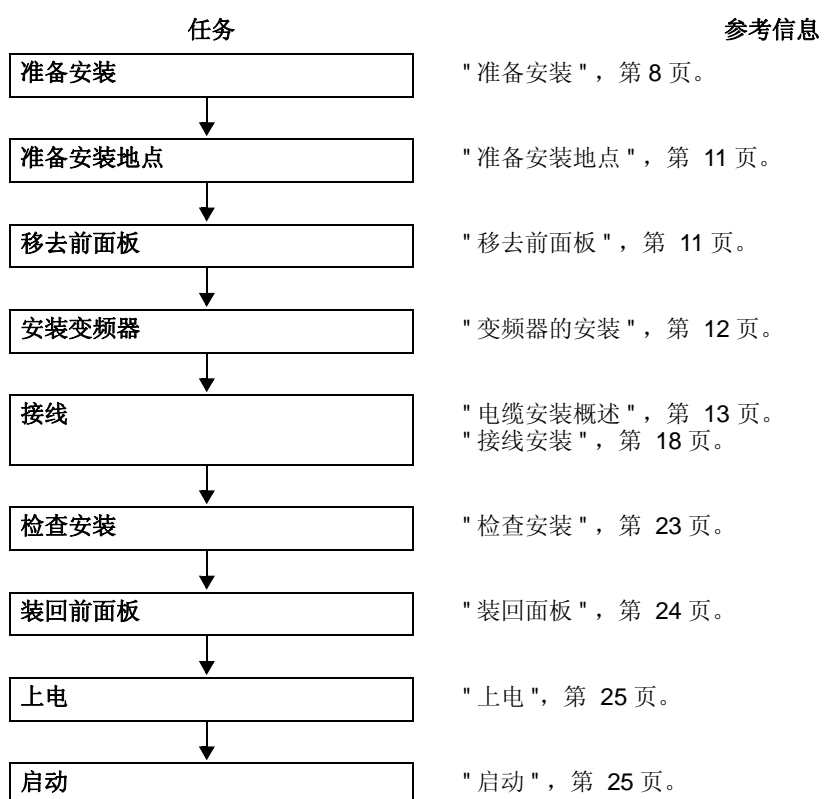 任务 参考信息
准备安装 "准备安装",第 8 页。
准备安装地点 "准备安装地点",第 11 页。
移去前面板 "移去前面板",第 11 页。
安装变频器 "变频器的安装",第 12 页。
接线 "电缆安装概述",第 13 页。
"接线安装",第 18 页。
检查安装 "检查安装",第 23 页。
装回前面板 "装回面板",第 24 页。
上电 "上电",第 25 页。
启动 "启动",第 25 页。